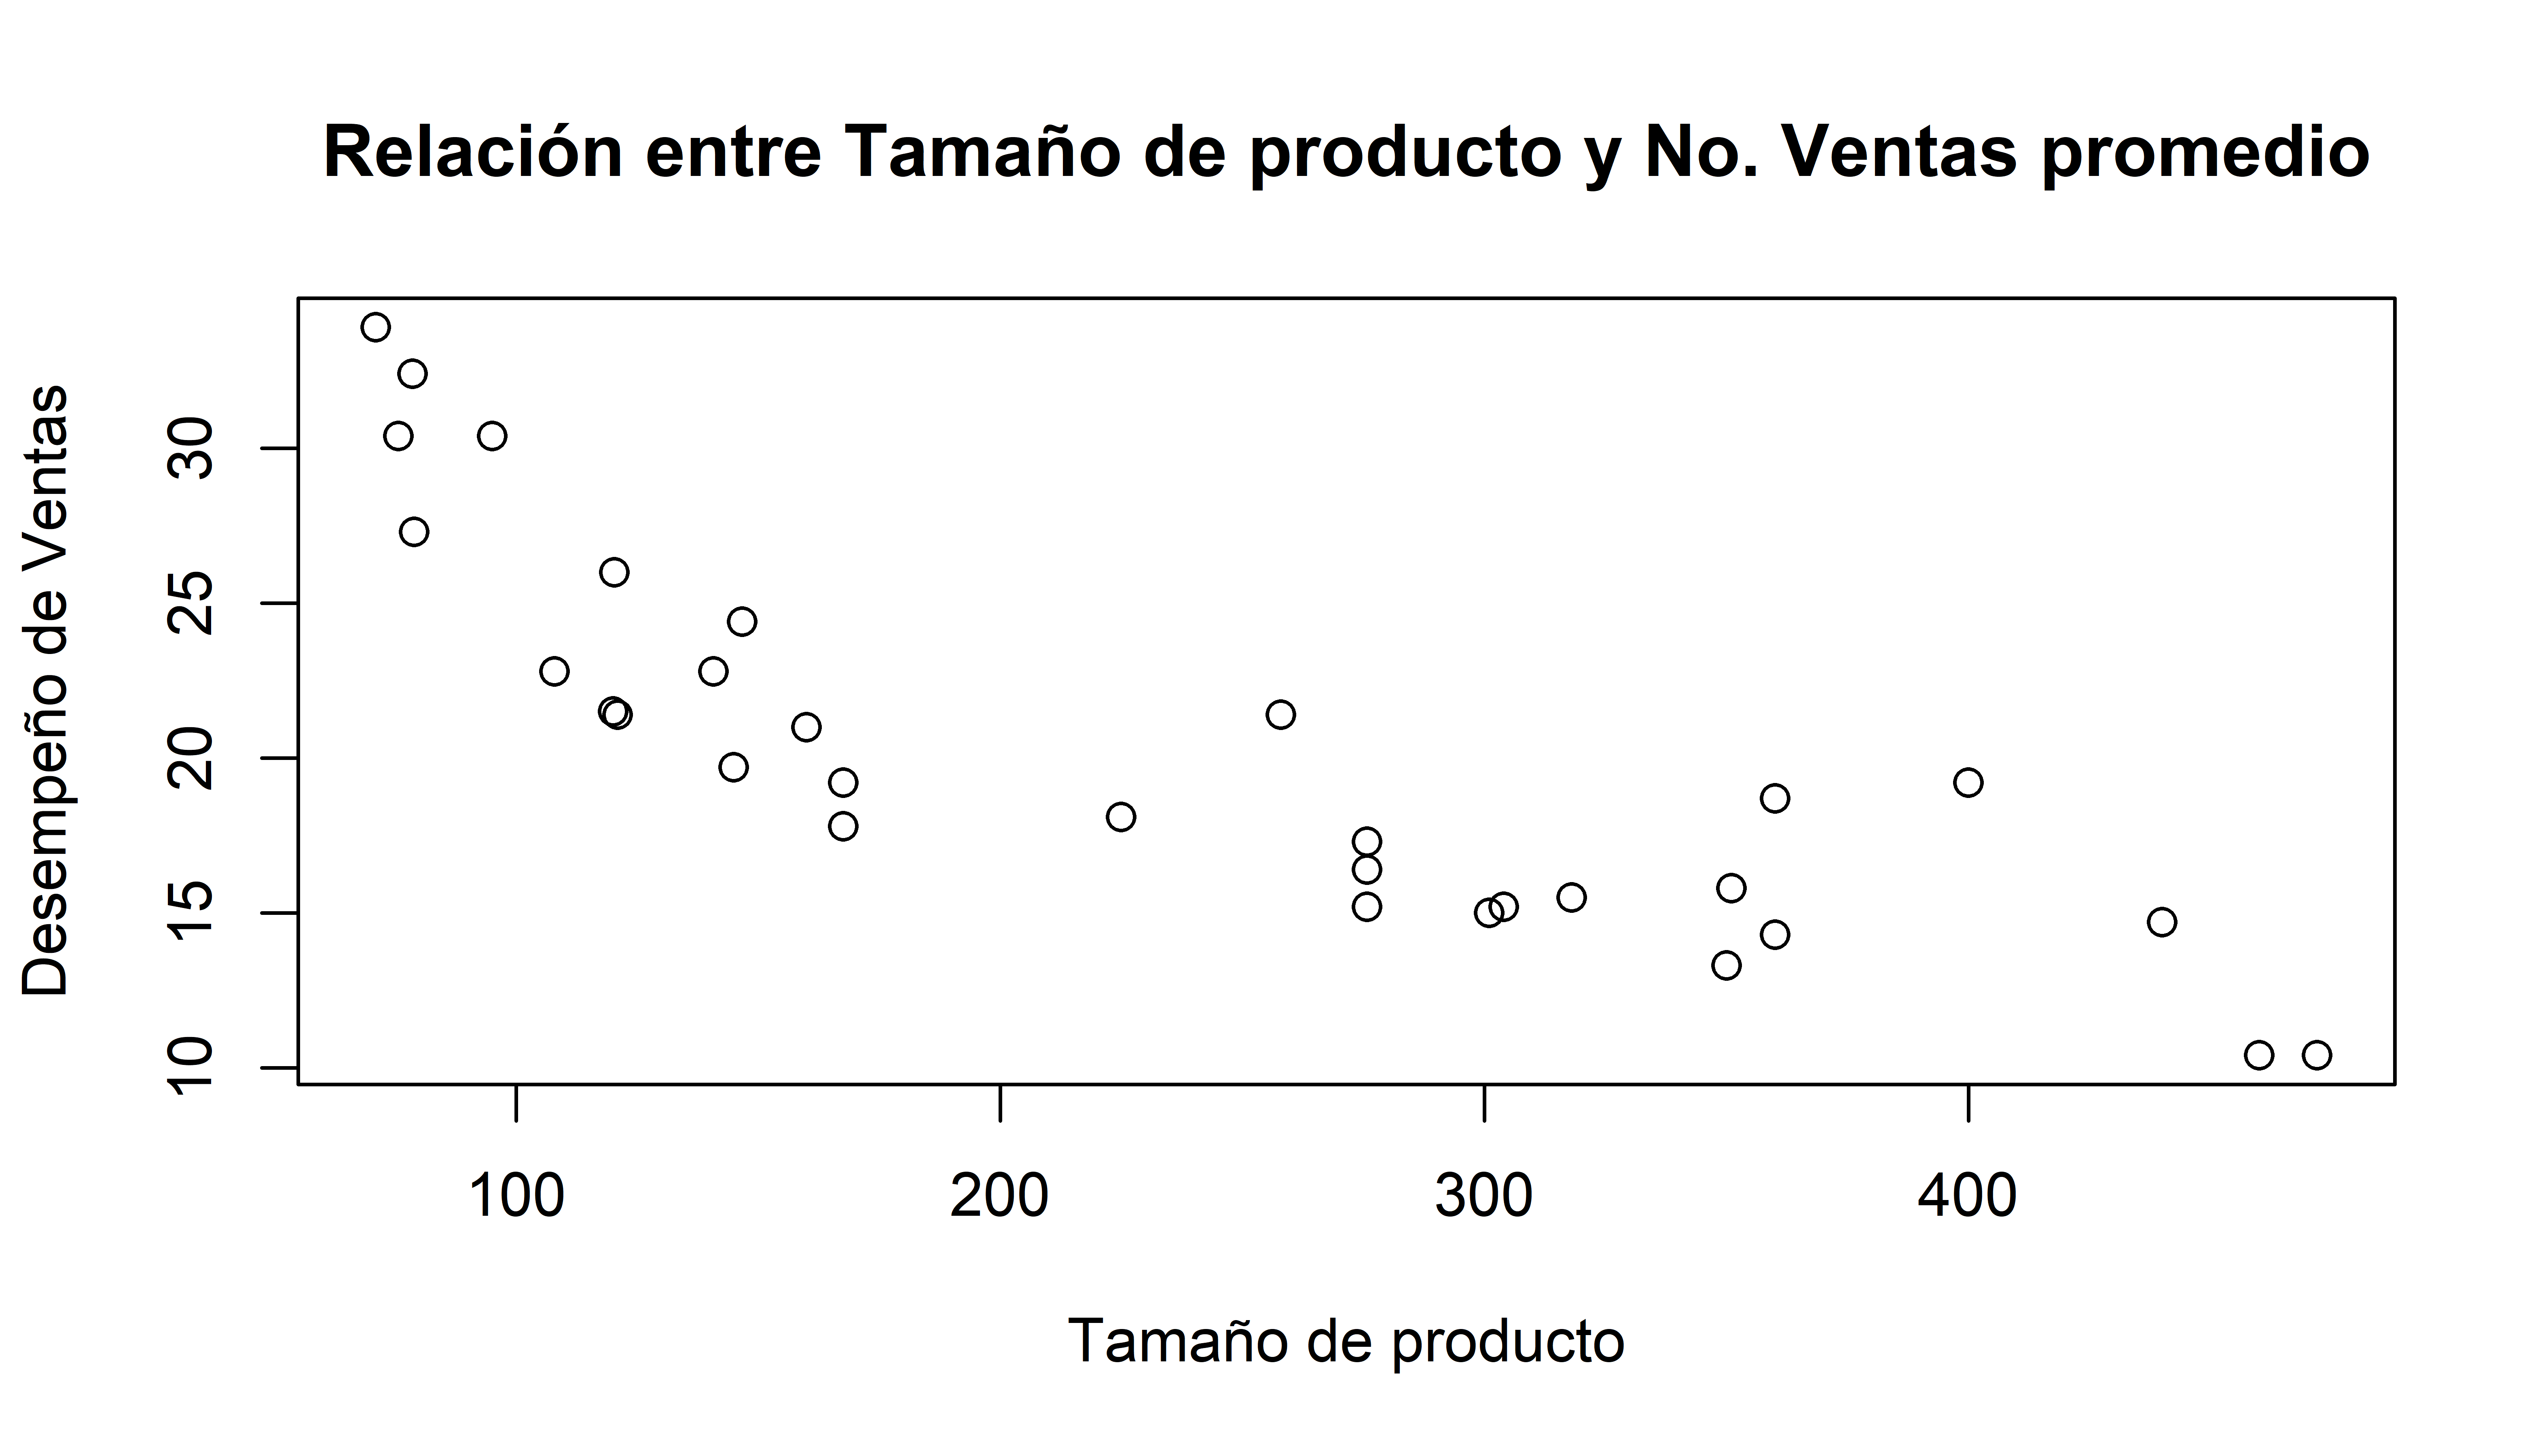 Relación entre Tamaño de producto y No. Ventas promedio
Desempeño de Ventas
30
25
20
15
10
100 200 300 400
Tamaño de producto